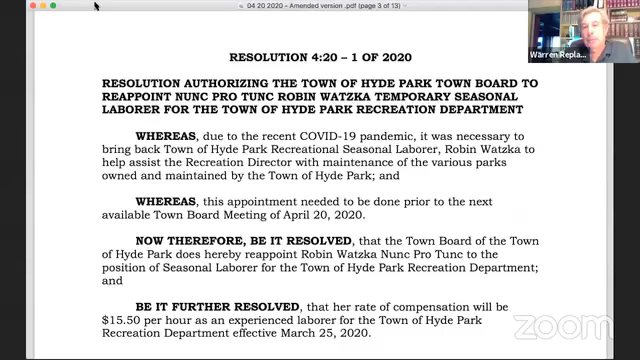 04 20 2020 - Amended version .pdf (page 3 of 13)
Warren Repla...
RESOLUTION 4:20 – 1 OF 2020
RESOLUTION AUTHORIZING THE TOWN OF HYDE PARK TOWN BOARD TO
REAPPOINT NUNC PRO TUNC ROBIN WATZKA TEMPORARY SEASONAL
LABORER FOR THE TOWN OF HYDE PARK RECREATION DEPARTMENT
WHEREAS, due to the recent COVID-19 pandemic, it was necessary to
bring back Town of Hyde Park Recreational Seasonal Laborer, Robin Watzka to
help assist the Recreation Director with maintenance of the various parks
owned and maintained by the Town of Hyde Park; and
WHEREAS, this appointment needed to be done prior to the next
available Town Board Meeting of April 20, 2020.
NOW THEREFORE, BE IT RESOLVED, that the Town Board of the Town
of Hyde Park does hereby reappoint Robin Watzka Nunc Pro Tunc to the
position of Seasonal Laborer for the Town of Hyde Park Recreation Department;
and
BE IT FURTHER RESOLVED, that her rate of compensation will be
$15.50 per hour as an experienced laborer for the Town of Hyde Park
Recreation Department effective March 25, 2020.
zoom